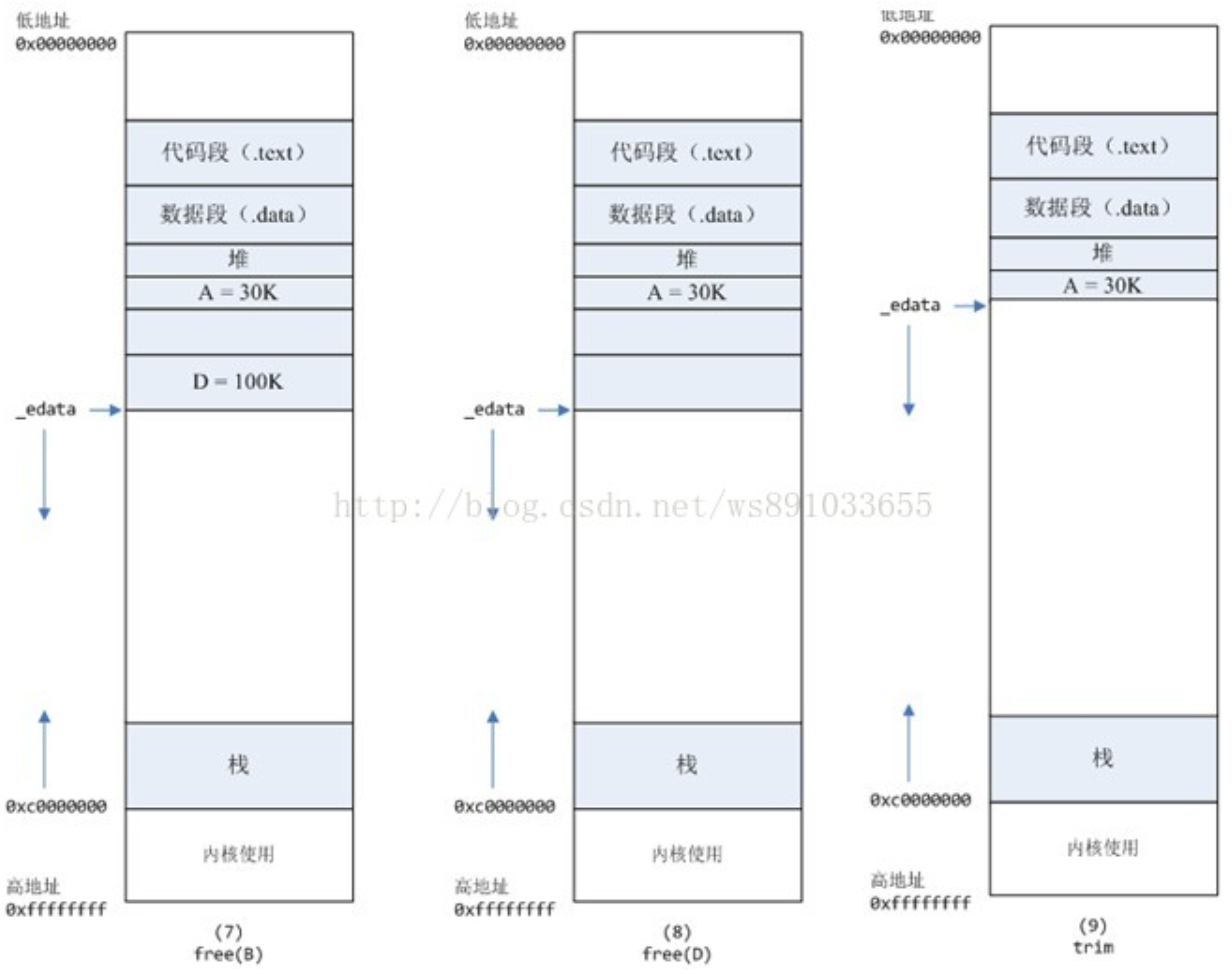 低地址
0x00000000
代码段（.text）
数据段（.data）
堆
A = 30K
D = 100K
_edata
栈
0xc0000000
内核使用
高地址
0xffffffff
(7)
free(B)
低地址
0x00000000
代码段（.text）
数据段（.data）
堆
A = 30K
_edata
栈
0xc0000000
内核使用
高地址
0xffffffff
(8)
free(D)
低地址
0x00000000
代码段（.text）
数据段（.data）
堆
A = 30K
_edata
栈
0xc0000000
内核使用
高地址
0xffffffff
(9)
trim
http://blog.csdn.net/ws891033655